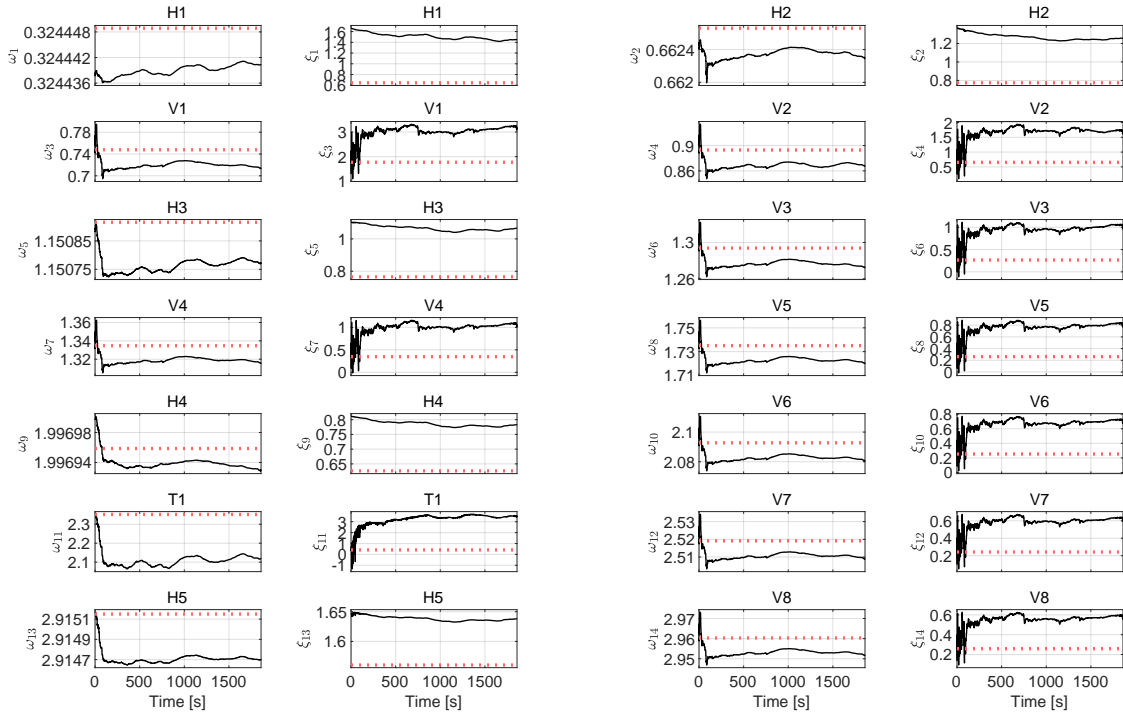 H1
0.324448
0.324442
0.324436
ω1
H1
1.6
1.4
1.2
1
0.8
0.6
ξ1
H2
0.6624
0.662
ω2
H2
1.2
1
0.8
ξ2
V1
0.78
0.74
0.7
ω3
V1
3
2
1
ξ3
V2
0.9
0.86
ω4
V2
2
1.5
1
0.5
ξ4
H3
1.15085
1.15075
ω5
H3
1
0.8
ξ5
V3
1.3
1.26
ω6
V3
1
0.5
0
ξ6
V4
1.36
1.34
1.32
ω7
V4
1
0.5
0
ξ7
V5
1.75
1.73
1.71
ω8
V5
0.8
0.6
0.4
0.2
0
ξ8
H4
1.99698
1.99694
ω9
H4
0.8
0.75
0.7
0.65
ξ9
V6
2.1
2.08
ω10
V6
0.8
0.6
0.4
0.2
0
ξ10
T1
2.3
2.2
2.1
ω11
T1
3
2
1
0
-1
ξ11
V7
2.53
2.52
2.51
ω12
V7
0.6
0.4
0.2
ξ12
H5
2.9151
2.9149
2.9147
ω13
0 500 1000 1500
Time [s]
H5
1.65
1.6
ξ13
0 500 1000 1500
Time [s]
V8
2.97
2.96
2.95
ω14
0 500 1000 1500
Time [s]
V8
0.6
0.4
0.2
ξ14
0 500 1000 1500
Time [s]